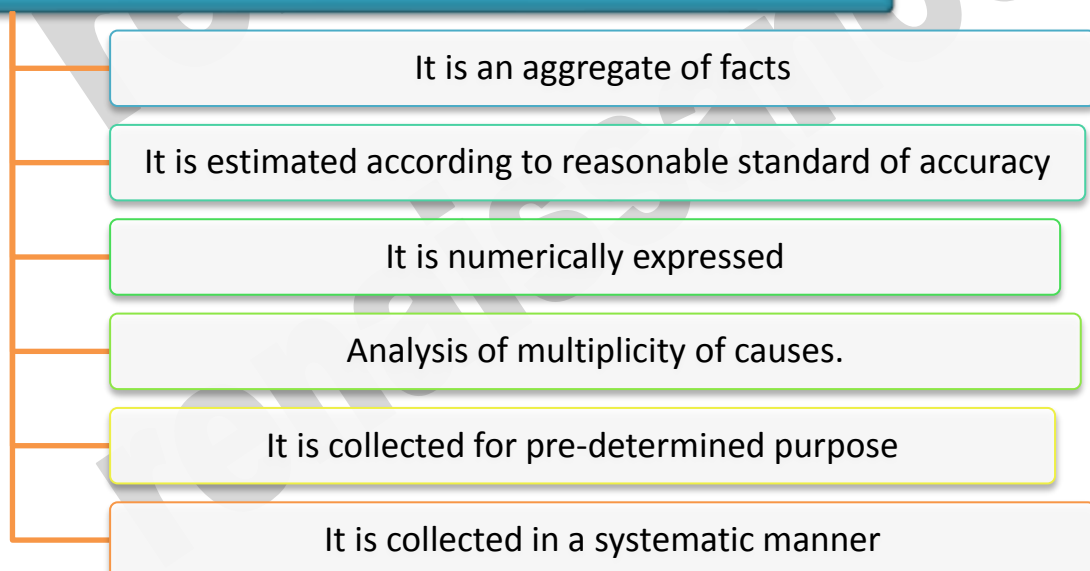 It is an aggregate of facts
It is estimated according to reasonable standard of accuracy
It is numerically expressed
Analysis of multiplicity of causes.
It is collected for pre-determined purpose
It is collected in a systematic manner